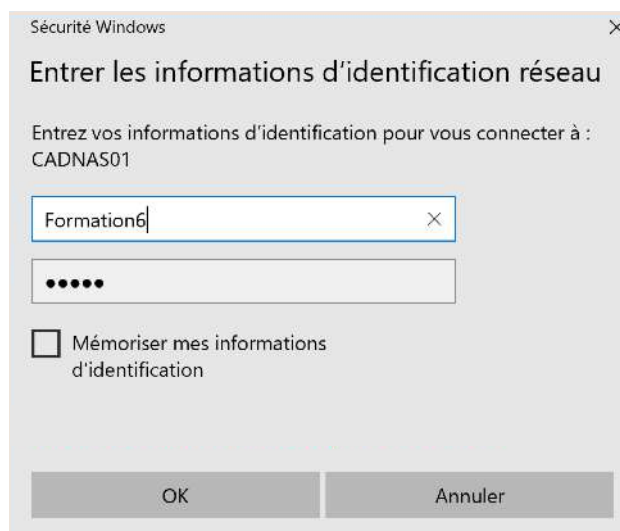 Sécurité Windows
Entrer les informations d’identification réseau
Entrez vos informations d’identification pour vous connecter à :
CADNAS01
Formation6
•••••
Mémoriser mes informations
d'identification
OK
Annuler